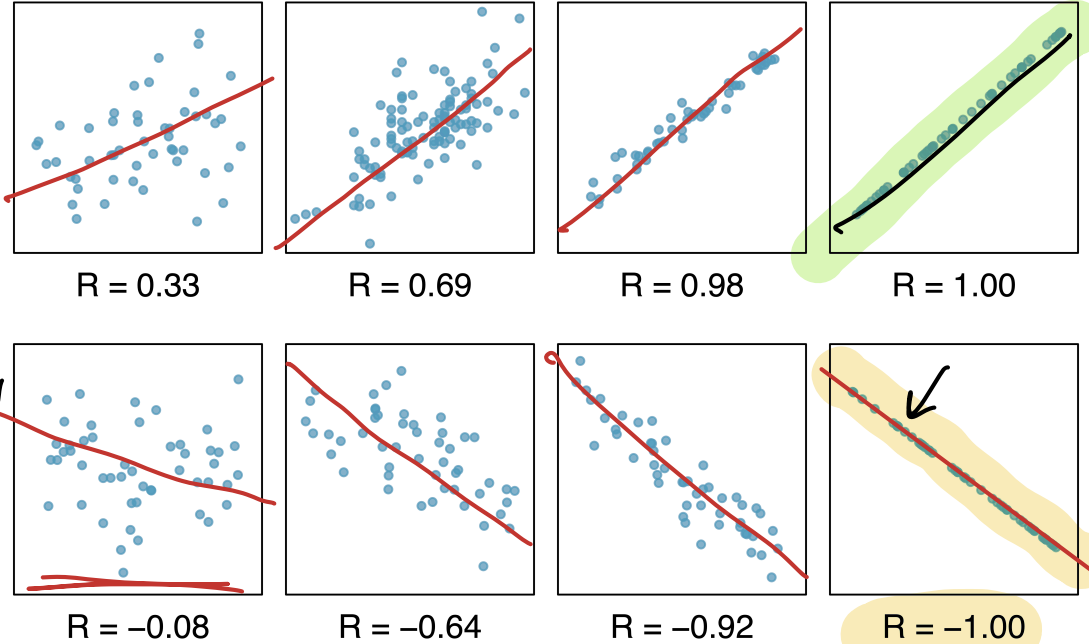 R = 0.33 R = 0.69 R = 0.98 R = 1.00
R = −0.08 R = −0.64 R = −0.92 R = −1.00